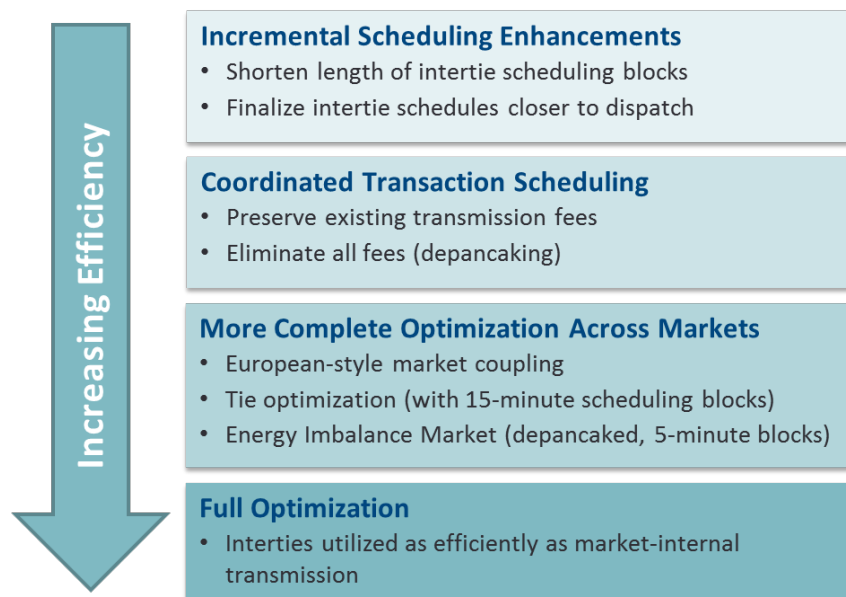 Increasing Efficiency
Incremental Scheduling Enhancements
• Shorten length of intertie scheduling blocks
• Finalize intertie schedules closer to dispatch
Coordinated Transaction Scheduling
• Preserve existing transmission fees
• Eliminate all fees (depancaking)
More Complete Optimization Across Markets
• European-style market coupling
• Tie optimization (with 15-minute scheduling blocks)
• Energy Imbalance Market (depancaked, 5-minute blocks)
Full Optimization
• Interties utilized as efficiently as market-internal
transmission